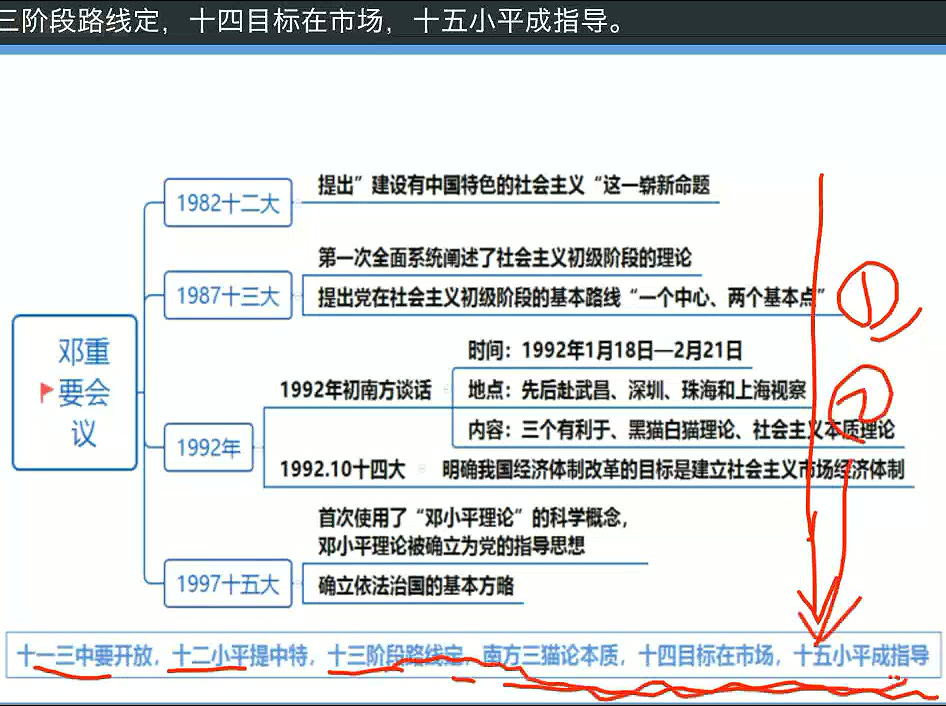 三阶段路线定，十四目标在市场，十五小平成指导。
邓重
要会
议
1982十二大
提出”建设有中国特色的社会主义“这一崭新命题
1987十三大
第一次全面系统阐述了社会主义初级阶段的理论
提出党在社会主义初级阶段的基本路线“一个中心、两个基本点”
①
1992年
1992年初南方谈话
时间：1992年1月18日—2月21日
地点：先后赴武昌、深圳、珠海和上海视察
内容：三个有利于、黑猫白猫理论、社会主义本质理论
②
1992.10十四大
明确我国经济体制改革的目标是建立社会主义市场经济体制
1997十五大
首次使用了“邓小平理论”的科学概念，
邓小平理论被确立为党的指导思想
确立依法治国的基本方略
十一三中要开放，十二小平提中特，十三阶段路线定，南方三猫论本质，十四目标在市场，十五小平成指导